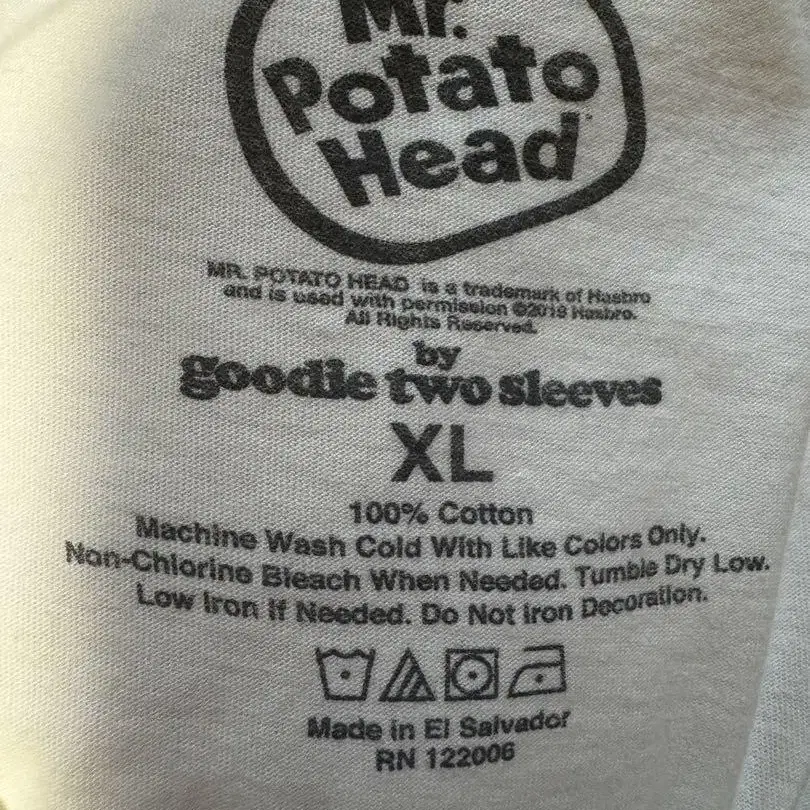 Mr.
Potato
Head™
MR. POTATO HEAD is a trademark of Hasbro
and is used with permission ©2019 Hasbro.
All Rights Reserved.
by
goodie two sleeves
XL
100% Cotton
Machine Wash Cold With Like Colors Only.
Non-Chlorine Bleach When Needed. Tumble Dry Low.
Low Iron If Needed. Do Not Iron Decoration.
Made in El Salvador
RN 122006